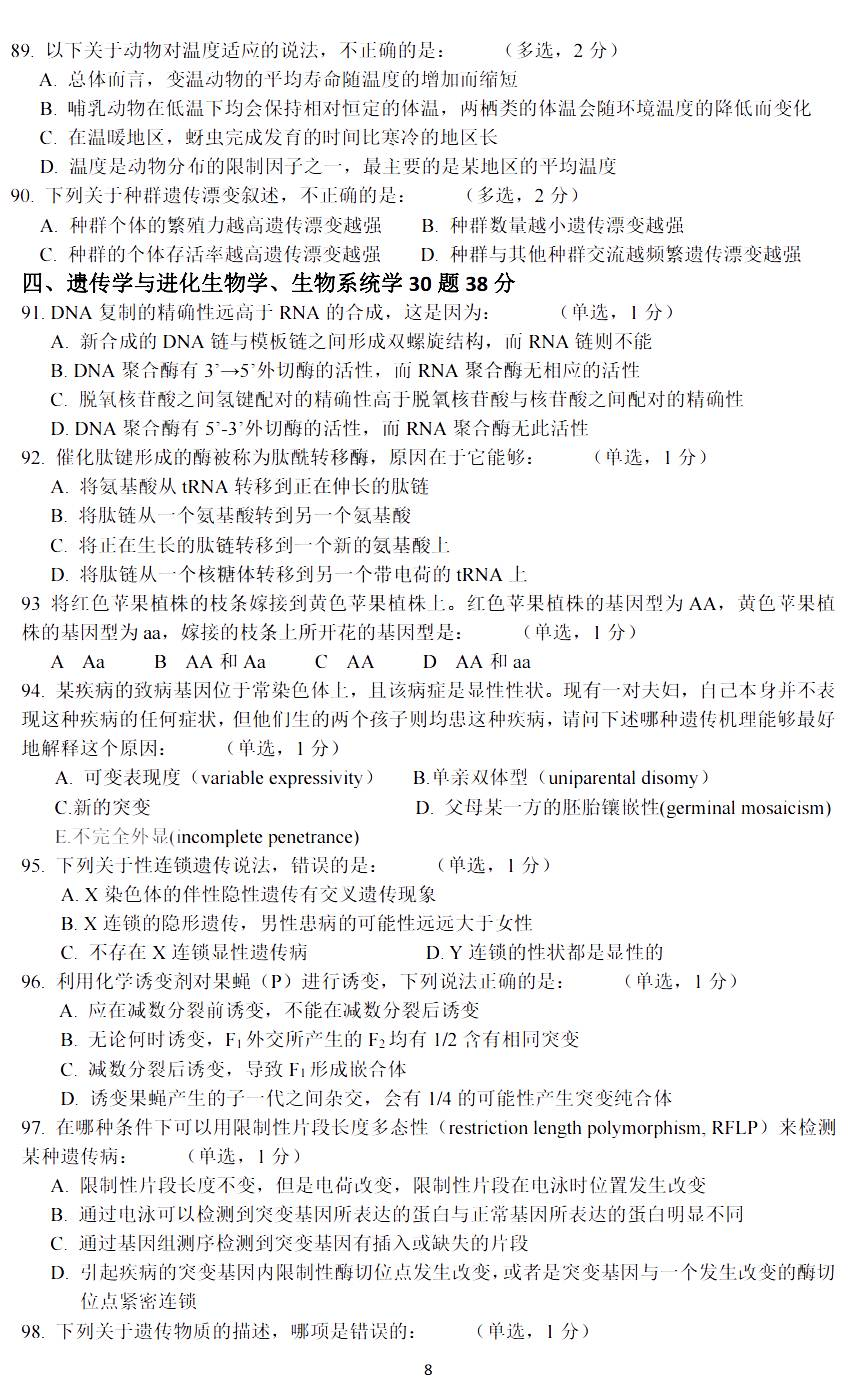 89. 以下关于动物对温度适应的说法，不正确的是： （多选，2 分）
A. 总体而言，变温动物的平均寿命随温度的增加而缩短
B. 哺乳动物在低温下均会保持相对恒定的体温，两栖类的体温会随环境温度的降低而变化
C. 在温暖地区，蚜虫完成发育的时间比寒冷的地区长
D. 温度是动物分布的限制因子之一，最主要的是某地区的平均温度
90. 下列关于种群遗传漂变叙述，不正确的是： （多选，2 分）
A. 种群个体的繁殖力越高遗传漂变越强 B. 种群数量越小遗传漂变越强
C. 种群的个体存活率越高遗传漂变越强 D. 种群与其他种群交流越频繁遗传漂变越强
四、遗传学与进化生物学、生物系统学 30 题 38 分
91. DNA 复制的精确性远高于 RNA 的合成，这是因为： （单选，1 分）
A. 新合成的 DNA 链与模板链之间形成双螺旋结构，而 RNA 链则不能
B. DNA 聚合酶有 3’→5’外切酶的活性，而 RNA 聚合酶无相应的活性
C. 脱氧核苷酸之间氢键配对的精确性高于脱氧核苷酸与核苷酸之间配对的精确性
D. DNA 聚合酶有 5’-3’外切酶的活性，而 RNA 聚合酶无此活性
92. 催化肽键形成的酶被称为肽酰转移酶，原因在于它能够： （单选，1 分）
A. 将氨基酸从 tRNA 转移到正在伸长的肽链
B. 将肽链从一个氨基酸转到另一个氨基酸
C. 将正在生长的肽链转移到一个新的氨基酸上
D. 将肽链从一个核糖体转移到另一个带电荷的 tRNA 上
93 将红色苹果植株的枝条嫁接到黄色苹果植株上。红色苹果植株的基因型为 AA，黄色苹果植
株的基因型为 aa，嫁接的枝条上所开花的基因型是： （单选，1 分）
A Aa B AA 和 Aa C AA D AA 和 aa
94. 某疾病的致病基因位于常染色体上，且该病症是显性性状。现有一对夫妇，自己本身并不表
现这种疾病的任何症状，但他们生的两个孩子则均患这种疾病，请问下述哪种遗传机理能够最好
地解释这个原因： （单选，1 分）
A. 可变表现度（variable expressivity） B.单亲双体型（uniparental disomy）
C.新的突变 D. 父母某一方的胚胎镶嵌性(germinal mosaicism)
E.不完全外显(incomplete penetrance)
95. 下列关于性连锁遗传说法，错误的是： （单选，1 分）
A. X 染色体的伴性隐性遗传有交叉遗传现象
B. X 连锁的隐形遗传，男性患病的可能性远远大于女性
C. 不存在 X 连锁显性遗传病 D. Y 连锁的性状都是显性的
96. 利用化学诱变剂对果蝇（P）进行诱变，下列说法正确的是： （单选，1 分）
A. 应在减数分裂前诱变，不能在减数分裂后诱变
B. 无论何时诱变，F1 外交所产生的 F2 均有 1/2 含有相同突变
C. 减数分裂后诱变，导致 F1 形成嵌合体
D. 诱变果蝇产生的子一代之间杂交，会有 1/4 的可能性产生突变纯合体
97. 在哪种条件下可以用限制性片段长度多态性（restriction length polymorphism, RFLP）来检测
某种遗传病： （单选，1 分）
A. 限制性片段长度不变，但是电荷改变，限制性片段在电泳时位置发生改变
B. 通过电泳可以检测到突变基因所表达的蛋白与正常基因所表达的蛋白明显不同
C. 通过基因组测序检测到突变基因有插入或缺失的片段
D. 引起疾病的突变基因内限制性酶切位点发生改变，或者是突变基因与一个发生改变的酶切
位点紧密连锁
98. 下列关于遗传物质的描述，哪项是错误的： （单选，1 分）
8